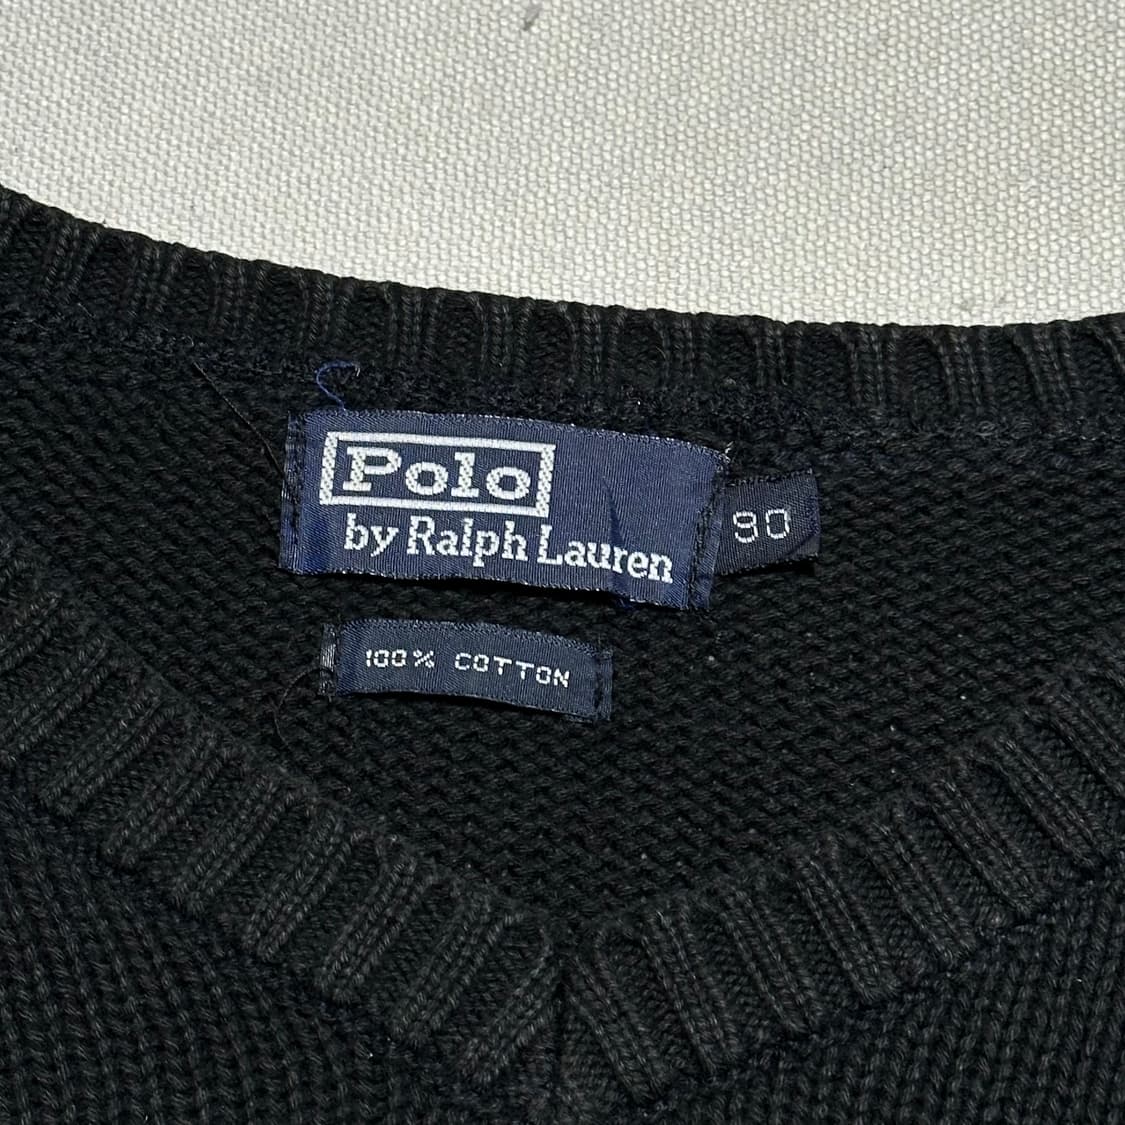 Polo
by Ralph Lauren
90
100% COTTON